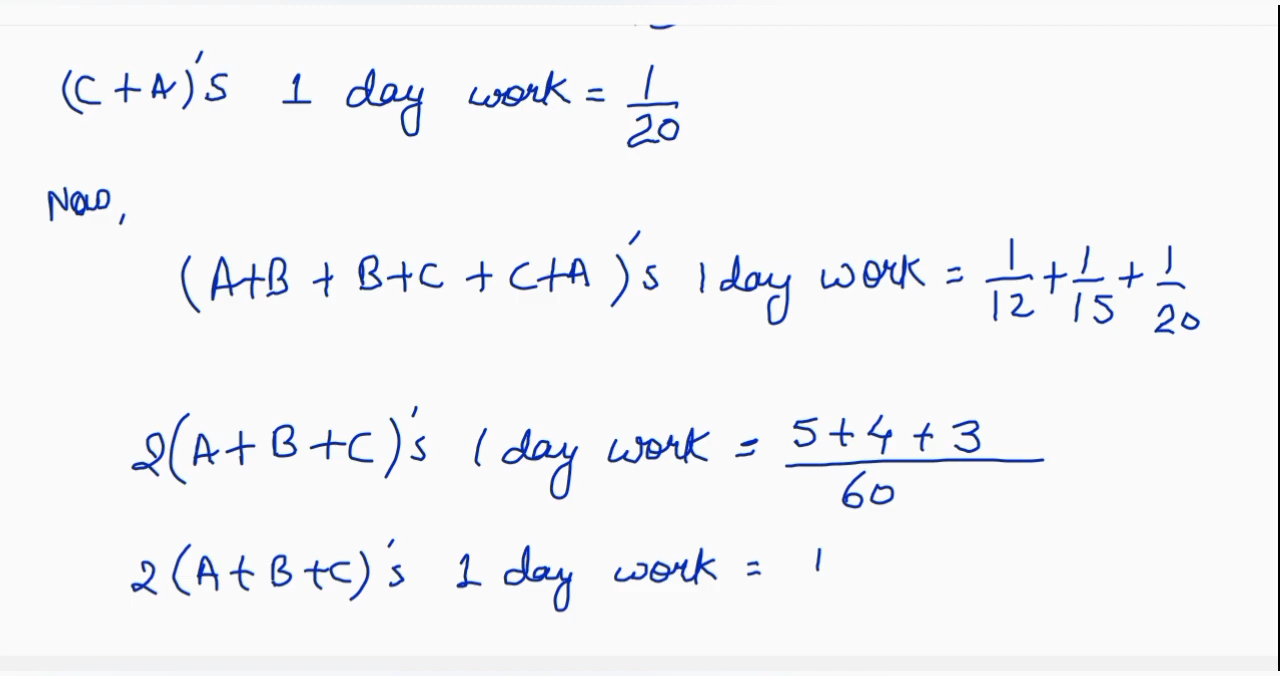 (C+A)'s 1 day work = 1/20
Now,
(A+B + B+C + C+A)'s 1 day work = 1/12 + 1/15 + 1/20
2(A+B+C)'s 1 day work = 5+4+3/60
2(A+B+C)'s 1 day work = 1